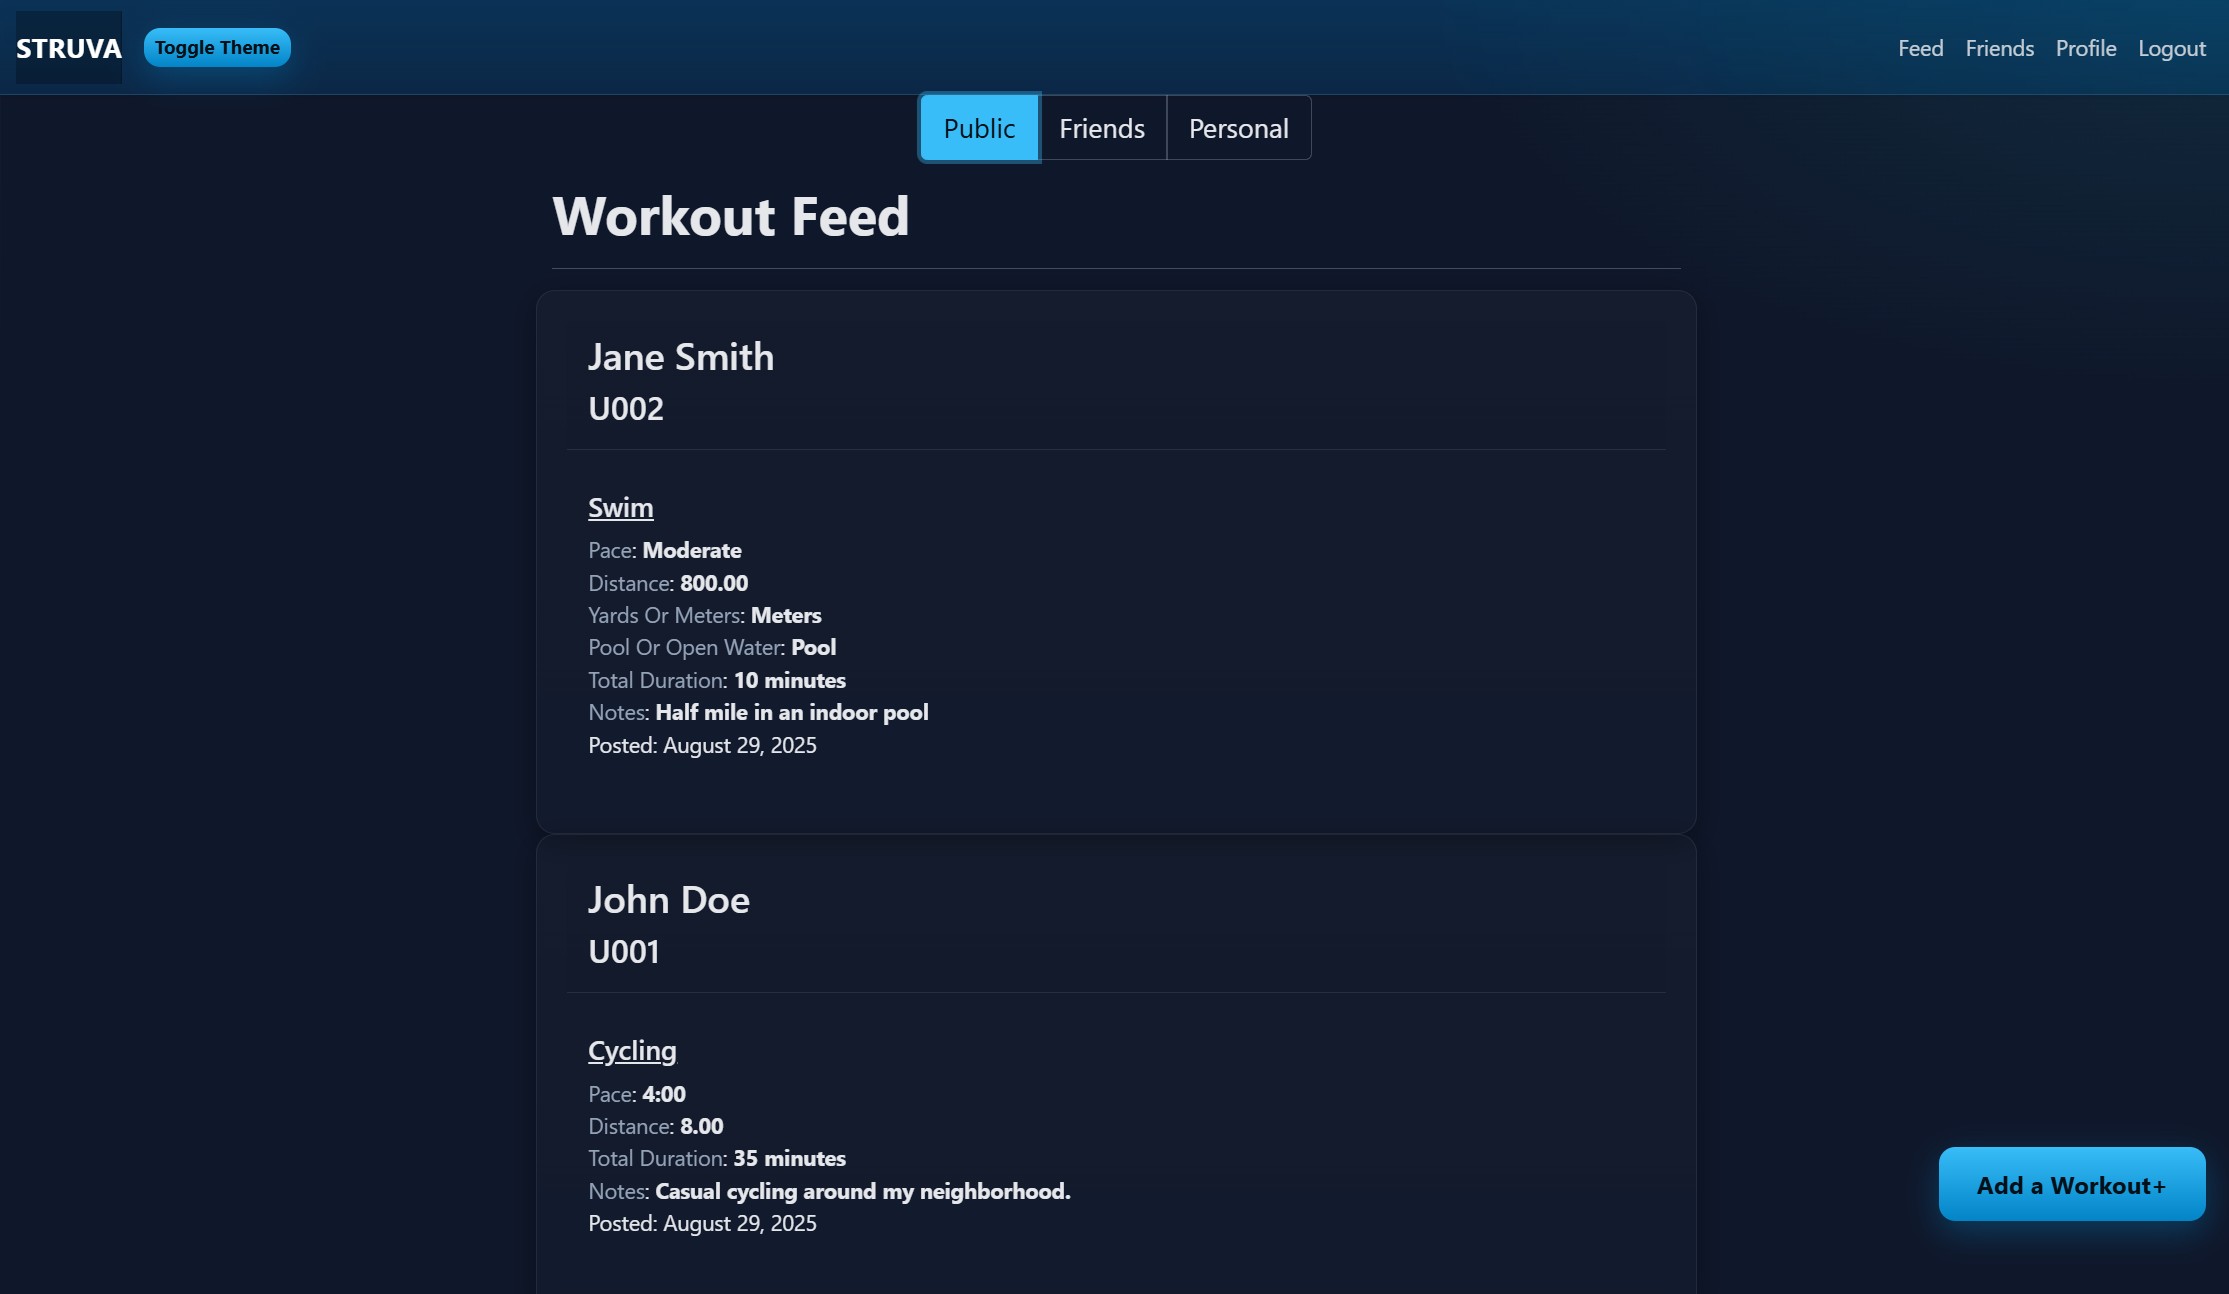 STRUVA Toggle Theme Feed Friends Profile Logout
Public Friends Personal
Workout Feed
Jane Smith
U002
Swim
Pace: Moderate
Distance: 800.00
Yards Or Meters: Meters
Pool Or Open Water: Pool
Total Duration: 10 minutes
Notes: Half mile in an indoor pool
Posted: August 29, 2025
John Doe
U001
Cycling
Pace: 4:00
Distance: 8.00
Total Duration: 35 minutes
Notes: Casual cycling around my neighborhood.
Posted: August 29, 2025
Add a Workout+